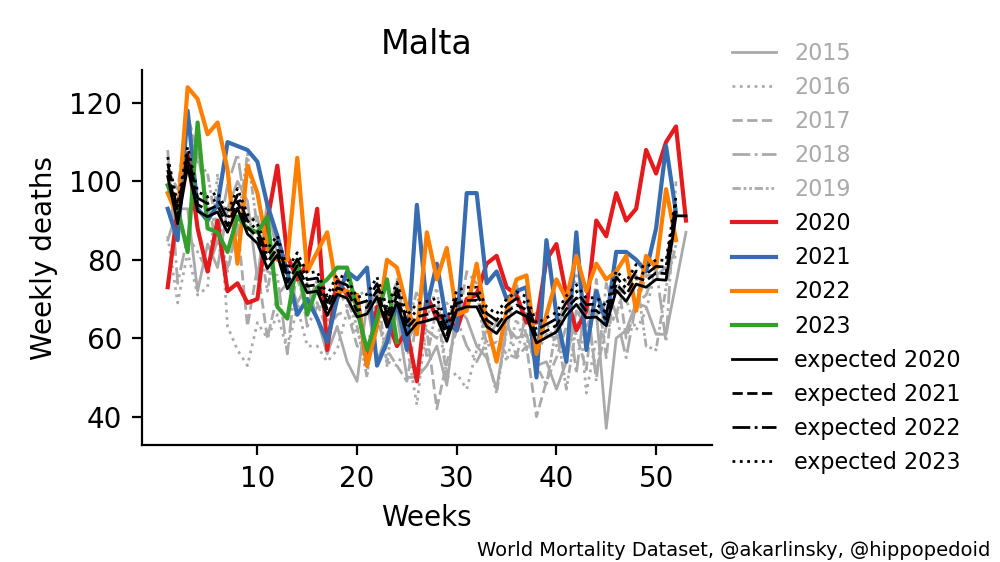 Malta
Weekly deaths
120
100
80
60
40
10 20 30 40 50
Weeks
2015
2016
2017
2018
2019
2020
2021
2022
2023
expected 2020
expected 2021
expected 2022
expected 2023
World Mortality Dataset, @akarlinsky, @hippopedoid